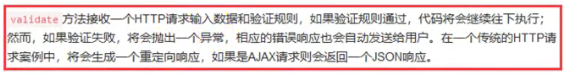 validate 方法接收一个HTTP请求输入数据和验证规则，如果验证规则通过，代码将会继续往下执行；
然而，如果验证失败，将会抛出一个异常，相应的错误响应也会自动发送给用户。在一个传统的HTTP请
求案例中，将会生成一个重定向响应，如果是AJAX请求则会返回一个JSON响应。